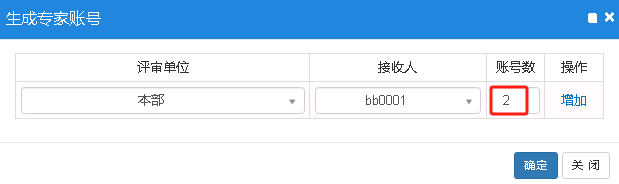 生成专家账号
评审单位 接收人 账号数 操作
本部 bb0001 2 增加
确定 关 闭